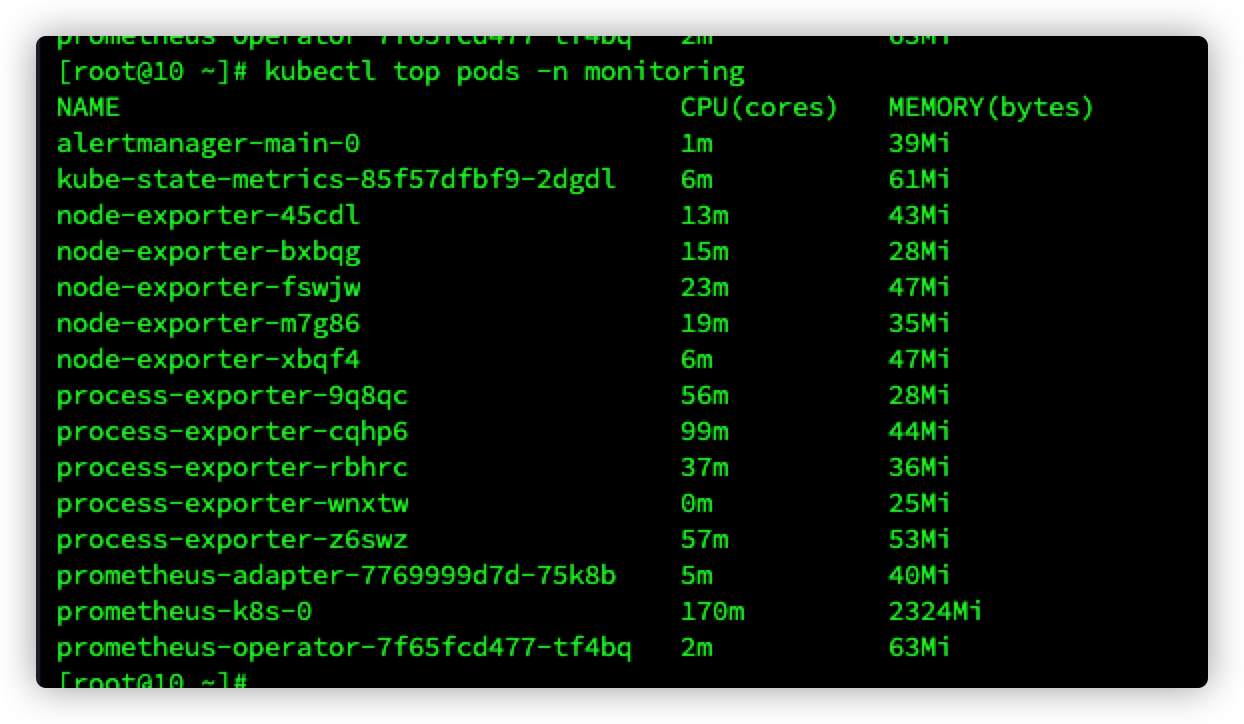 prometheus-operator-7f65fcd477-tf4bq 2m 63Mi
[root@10 ~]# kubectl top pods -n monitoring
NAME CPU(cores) MEMORY(bytes)
alertmanager-main-0 1m 39Mi
kube-state-metrics-85f57dfbf9-2dgdl 6m 61Mi
node-exporter-45cdl 13m 43Mi
node-exporter-bxbqg 15m 28Mi
node-exporter-fswjw 23m 47Mi
node-exporter-m7g86 19m 35Mi
node-exporter-xbqf4 6m 47Mi
process-exporter-9q8qc 56m 28Mi
process-exporter-cqhp6 99m 44Mi
process-exporter-rbhrc 37m 36Mi
process-exporter-wnxtw 0m 25Mi
process-exporter-z6swz 57m 53Mi
prometheus-adapter-7769999d7d-75k8b 5m 40Mi
prometheus-k8s-0 170m 2324Mi
prometheus-operator-7f65fcd477-tf4bq 2m 63Mi
[root@10 ~]#